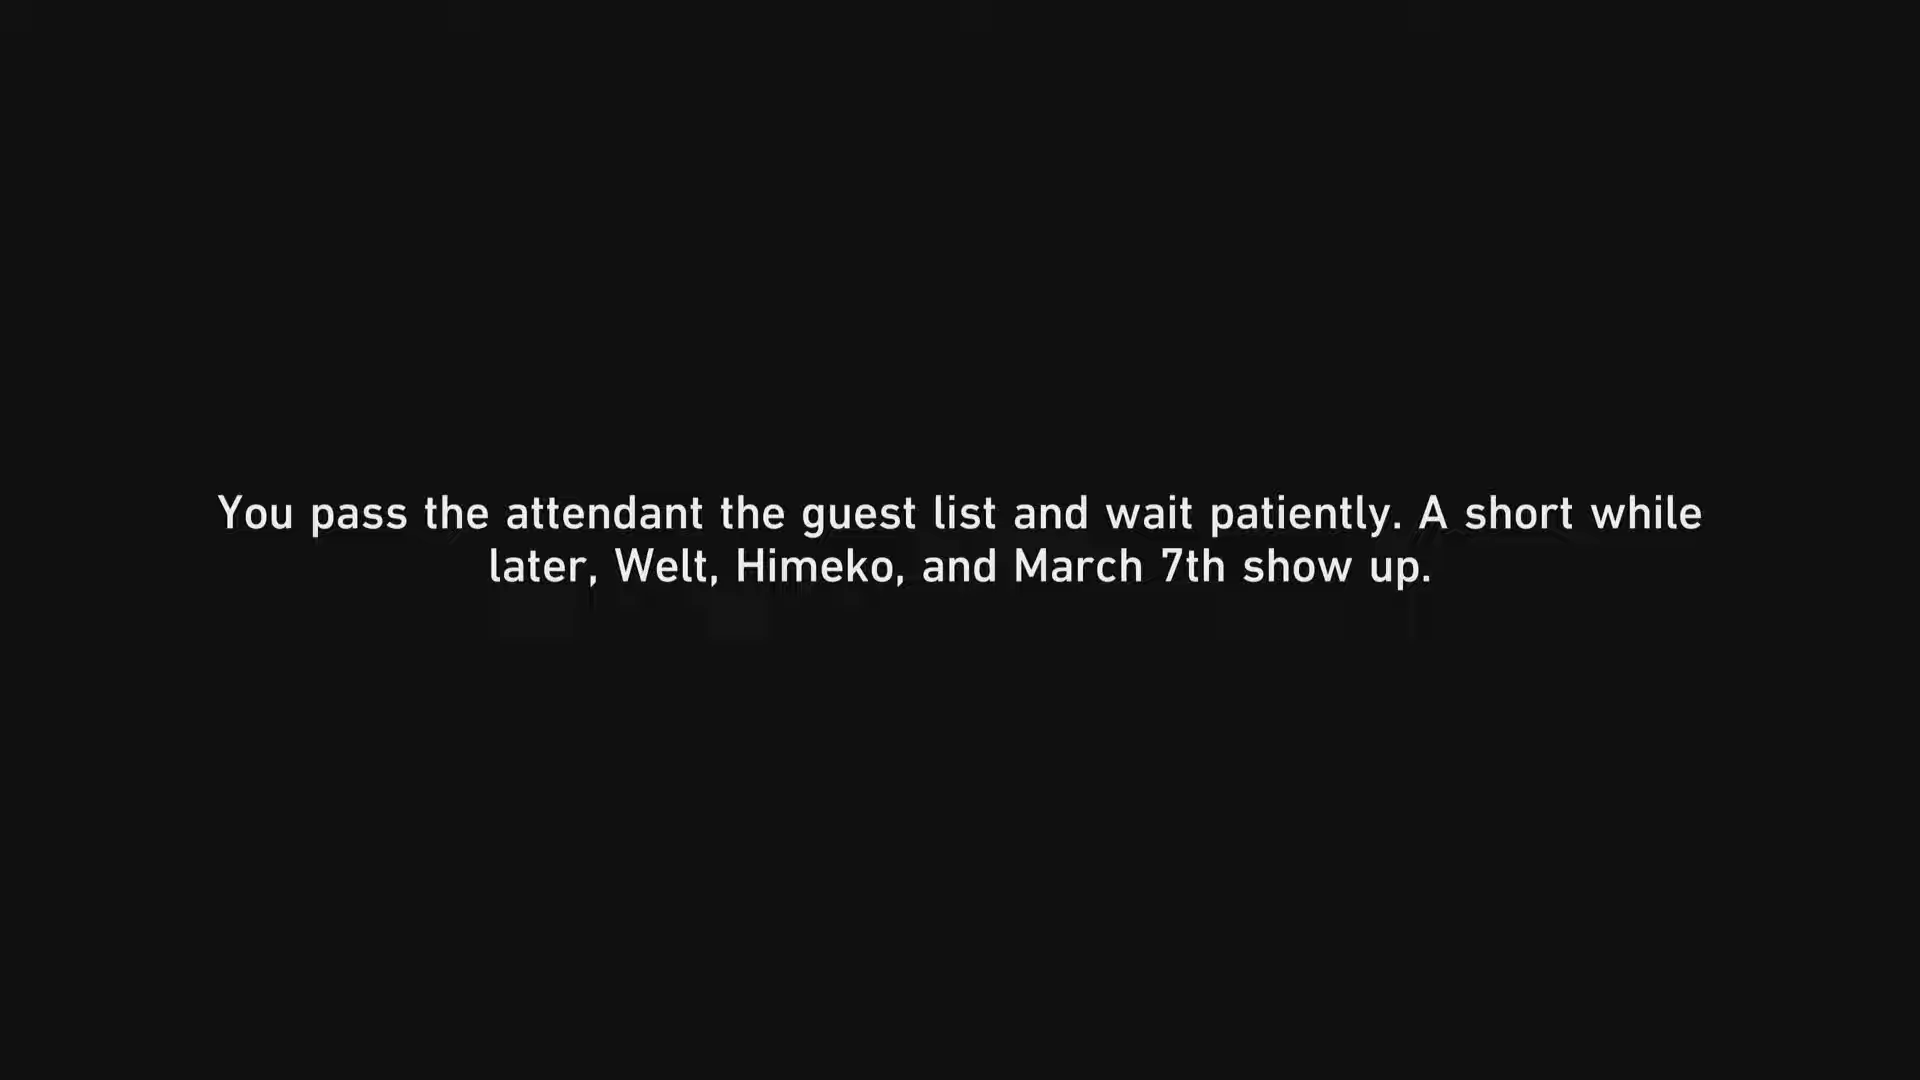 You pass the attendant the guest list and wait patiently. A short while
later, Welt, Himeko, and March 7th show up.